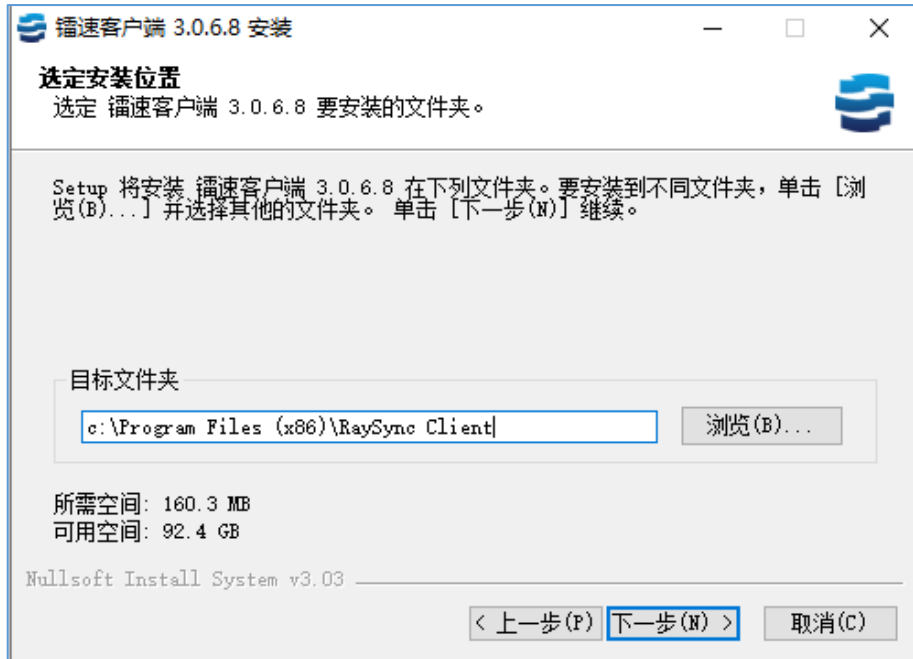 镭速客户端 3.0.6.8 安装
选定安装位置
选定 镭速客户端 3.0.6.8 要安装的文件夹。
Setup 将安装 镭速客户端 3.0.6.8 在下列文件夹。要安装到不同文件夹，单击 [浏
览(B)...] 并选择其他的文件夹。 单击 [下一步(N)] 继续。
目标文件夹
c:\Program Files (x86)\RaySync Client
浏览(B)...
所需空间: 160.3 MB
可用空间: 92.4 GB
Nullsoft Install System v3.03
< 上一步(P) 下一步(N) > 取消(C)